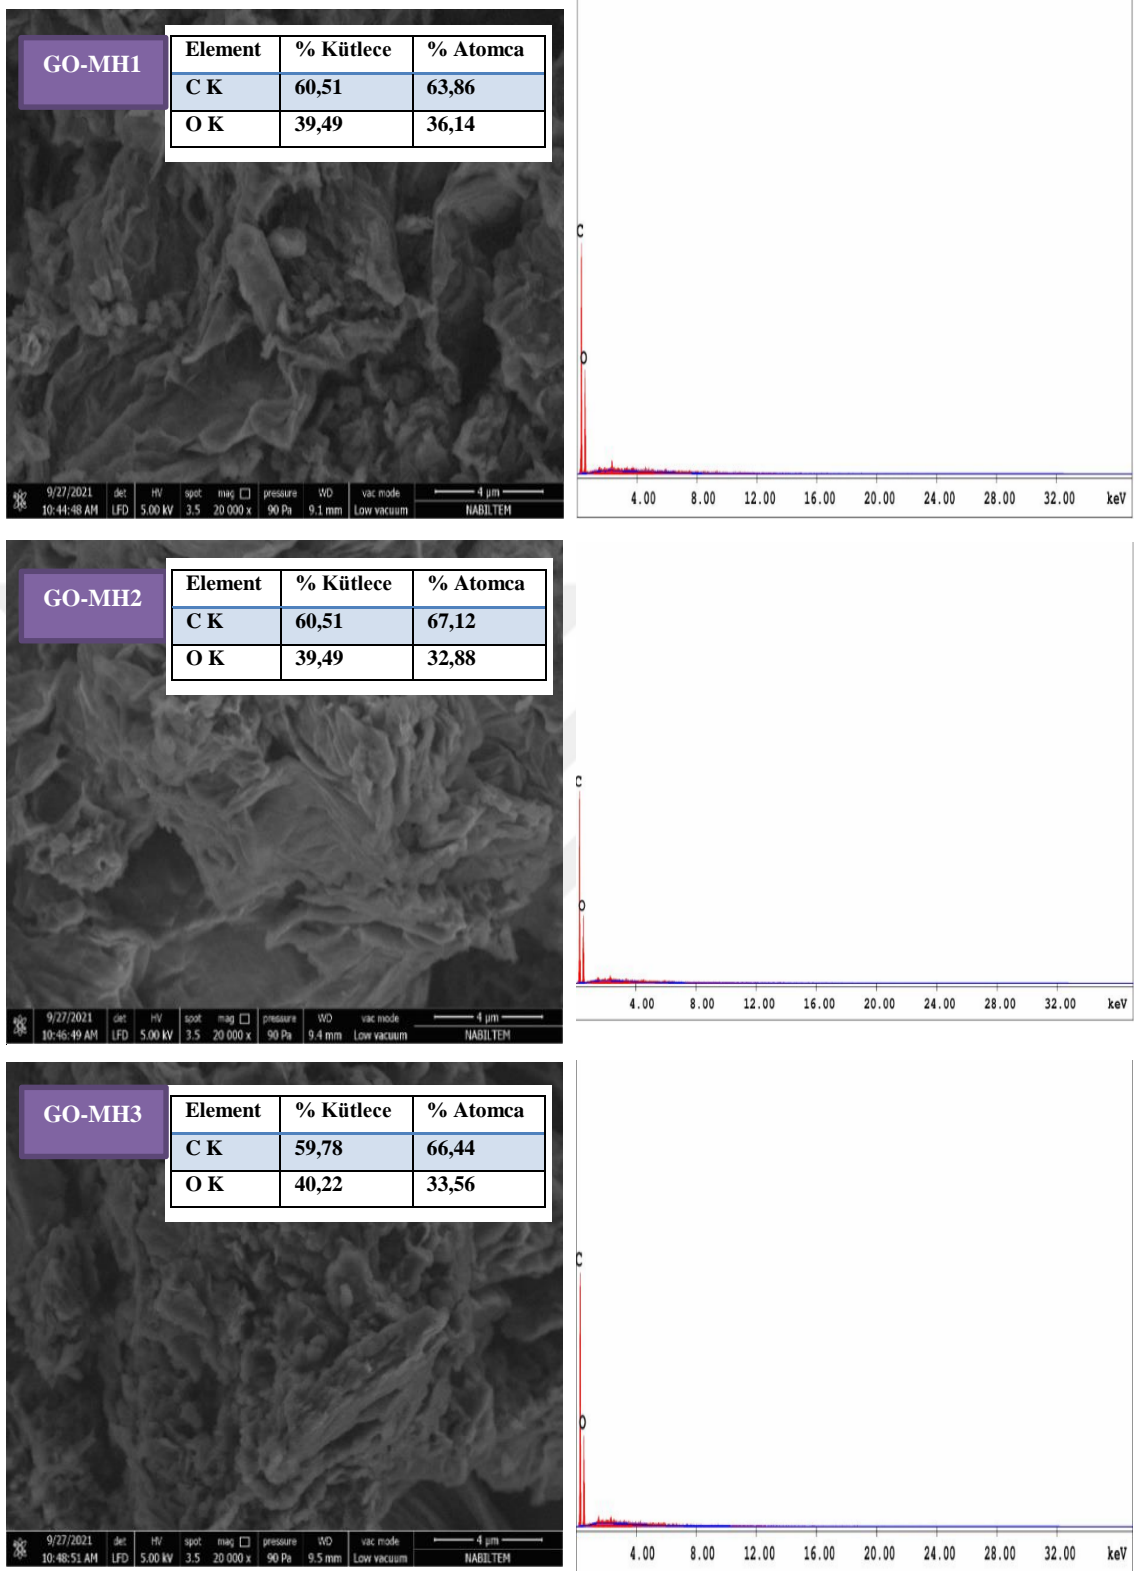 GO-MH1
Element % Kütlece % Atomca
C K 60,51 63,86
O K 39,49 36,14
9/27/2021 det HV spot mag pressure WD vac mode 4 µm
10:44:48 AM LFD 5.00 kV 3.5 20 000 x 90 Pa 9.1 mm Low vacuum NABILTEM
C
O
4.00 8.00 12.00 16.00 20.00 24.00 28.00 32.00 keV
GO-MH2
Element % Kütlece % Atomca
C K 60,51 67,12
O K 39,49 32,88
9/27/2021 det HV spot mag pressure WD vac mode 4 µm
10:46:49 AM LFD 5.00 kV 3.5 20 000 x 90 Pa 9.4 mm Low vacuum NABILTEM
C
O
4.00 8.00 12.00 16.00 20.00 24.00 28.00 32.00 keV
GO-MH3
Element % Kütlece % Atomca
C K 59,78 66,44
O K 40,22 33,56
9/27/2021 det HV spot mag pressure WD vac mode 4 µm
10:48:51 AM LFD 5.00 kV 3.5 20 000 x 90 Pa 9.5 mm Low vacuum NABILTEM
C
O
4.00 8.00 12.00 16.00 20.00 24.00 28.00 32.00 keV